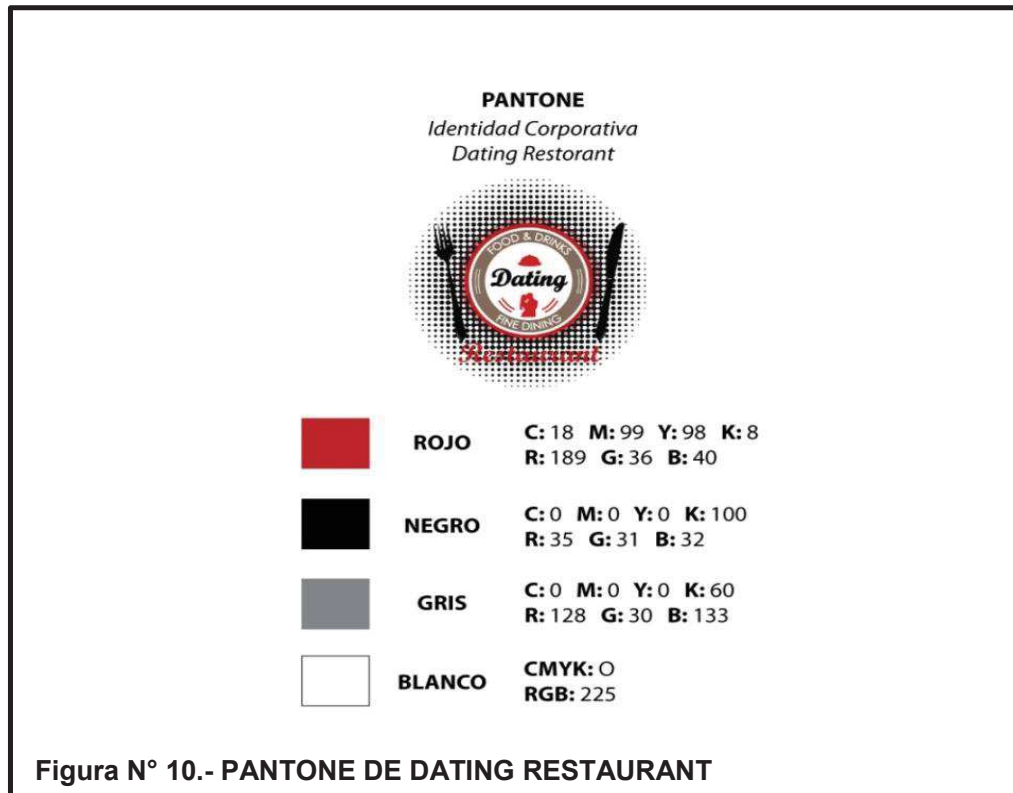 PANTONE
Identidad Corporativa
Dating Restorant
FOOD & DRINKS
Dating
FINE DINING
Restaurant
ROJO
C: 18 M: 99 Y: 98 K: 8
R: 189 G: 36 B: 40
NEGRO
C: 0 M: 0 Y: 0 K: 100
R: 35 G: 31 B: 32
GRIS
C: 0 M: 0 Y: 0 K: 60
R: 128 G: 30 B: 133
BLANCO
CMYK: O
RGB: 225
Figura N° 10.- PANTONE DE DATING RESTAURANT